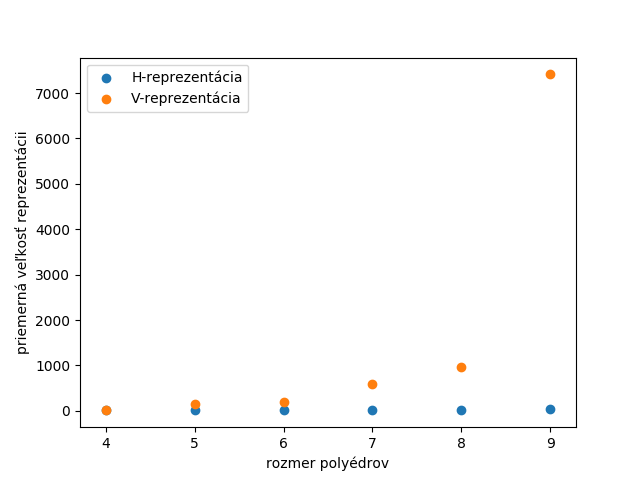 H-reprezentácia
V-reprezentácia
7000
6000
5000
4000
3000
2000
1000
0
priemerná veľkosť reprezentácii
4 5 6 7 8 9
rozmer polyédrov